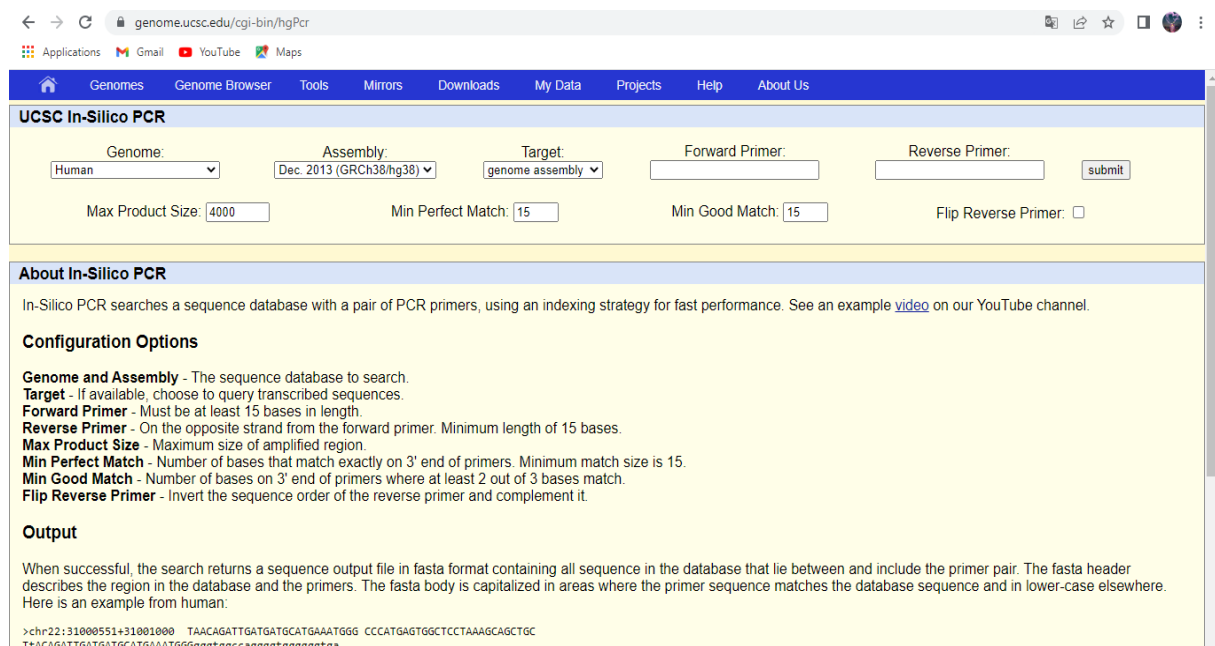 genome.ucsc.edu/cgi-bin/hgPcr
Applications Gmail YouTube Maps
Genomes Genome Browser Tools Mirrors Downloads My Data Projects Help About Us
UCSC In-Silico PCR
Genome: Assembly: Target: Forward Primer: Reverse Primer:
Human Dec. 2013 (GRCh38/hg38) genome assembly submit
Max Product Size: 4000 Min Perfect Match: 15 Min Good Match: 15 Flip Reverse Primer:
About In-Silico PCR
In-Silico PCR searches a sequence database with a pair of PCR primers, using an indexing strategy for fast performance. See an example video on our YouTube channel.
Configuration Options
Genome and Assembly - The sequence database to search.
Target - If available, choose to query transcribed sequences.
Forward Primer - Must be at least 15 bases in length.
Reverse Primer - On the opposite strand from the forward primer. Minimum length of 15 bases.
Max Product Size - Maximum size of amplified region.
Min Perfect Match - Number of bases that match exactly on 3' end of primers. Minimum match size is 15.
Min Good Match - Number of bases on 3' end of primers where at least 2 out of 3 bases match.
Flip Reverse Primer - Invert the sequence order of the reverse primer and complement it.
Output
When successful, the search returns a sequence output file in fasta format containing all sequence in the database that lie between and include the primer pair. The fasta header
describes the region in the database and the primers. The fasta body is capitalized in areas where the primer sequence matches the database sequence and in lower-case elsewhere.
Here is an example from human:
>chr22:31000551+31001000 TAACAGATTGATGATGCATGAAATGGG CCCATGAGTGGCTCCTAAAGCAGCTGC